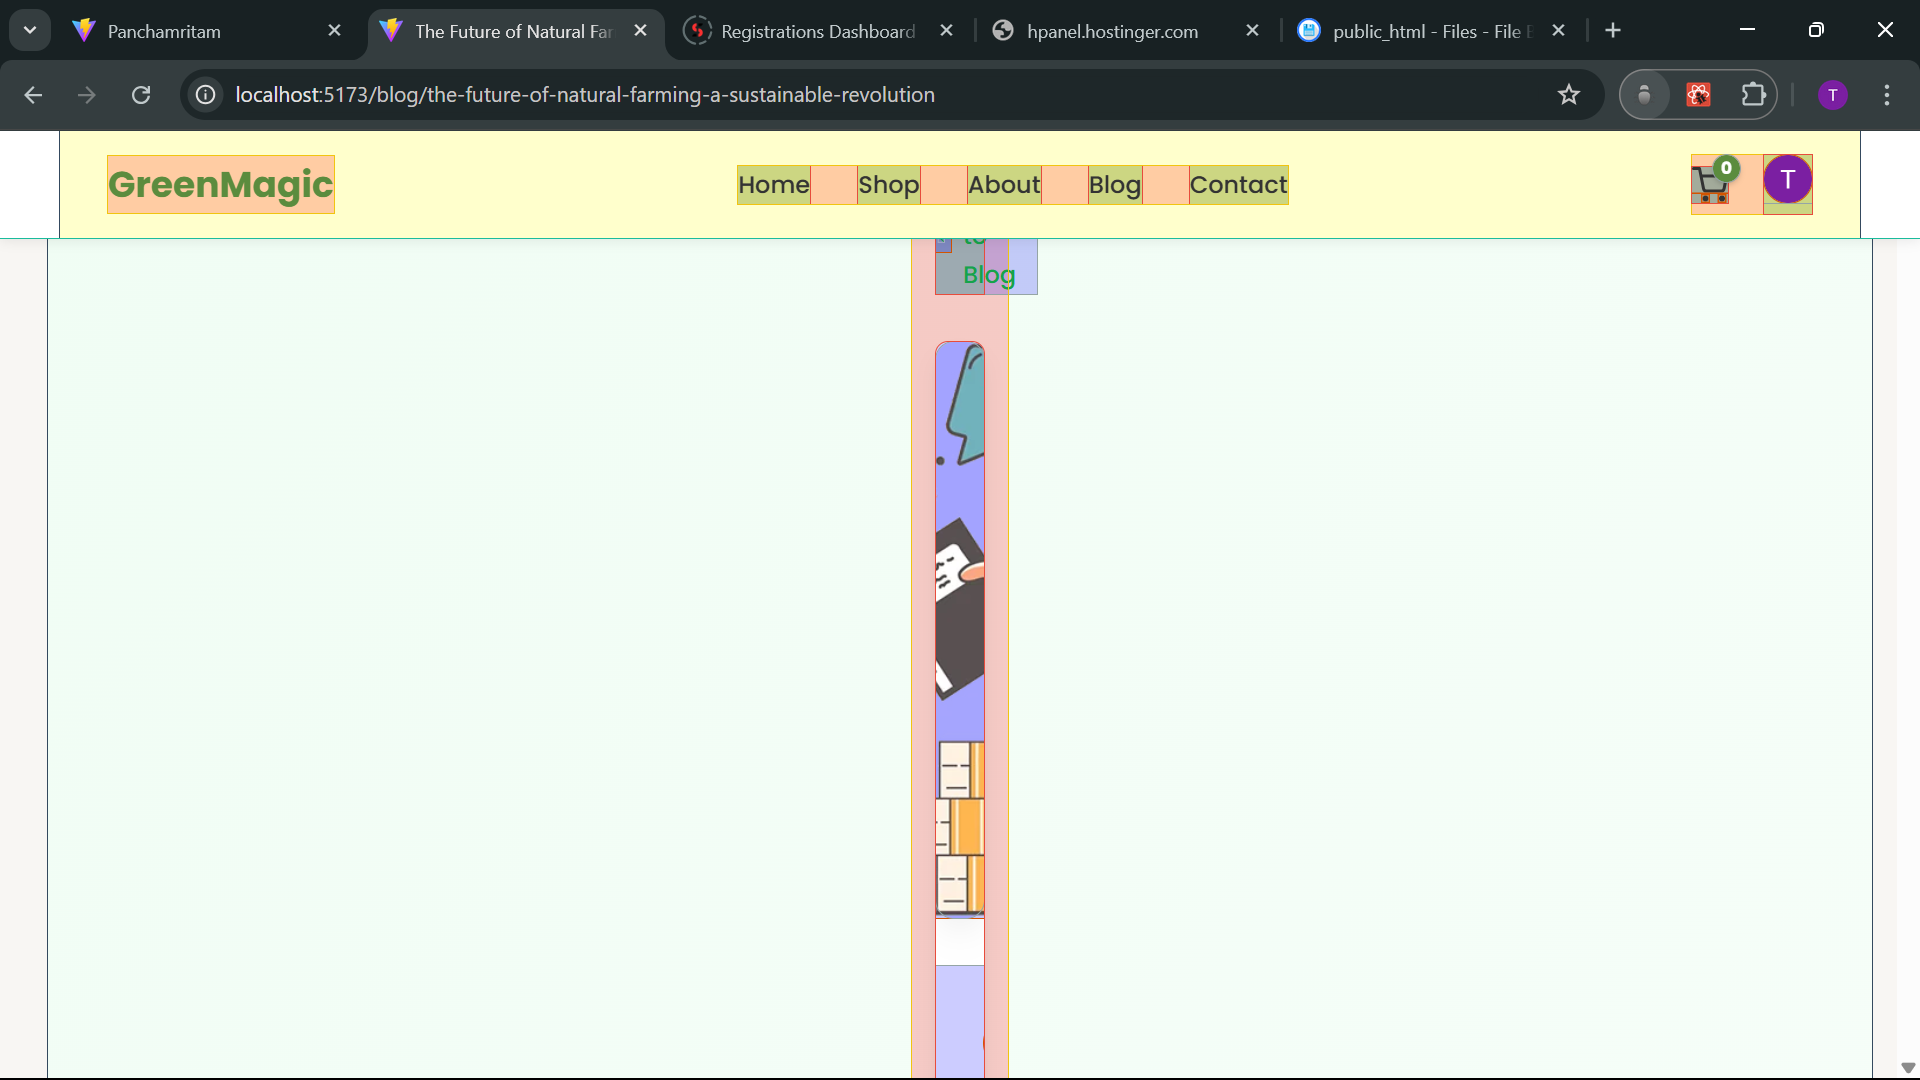 Panchamritam
The Future of Natural Far
Registrations Dashboard
hpanel.hostinger.com
public_html - Files - File
localhost:5173/blog/the-future-of-natural-farming-a-sustainable-revolution
T
GreenMagic
Home
Shop
About
Blog
Contact
0
T
to
Blog